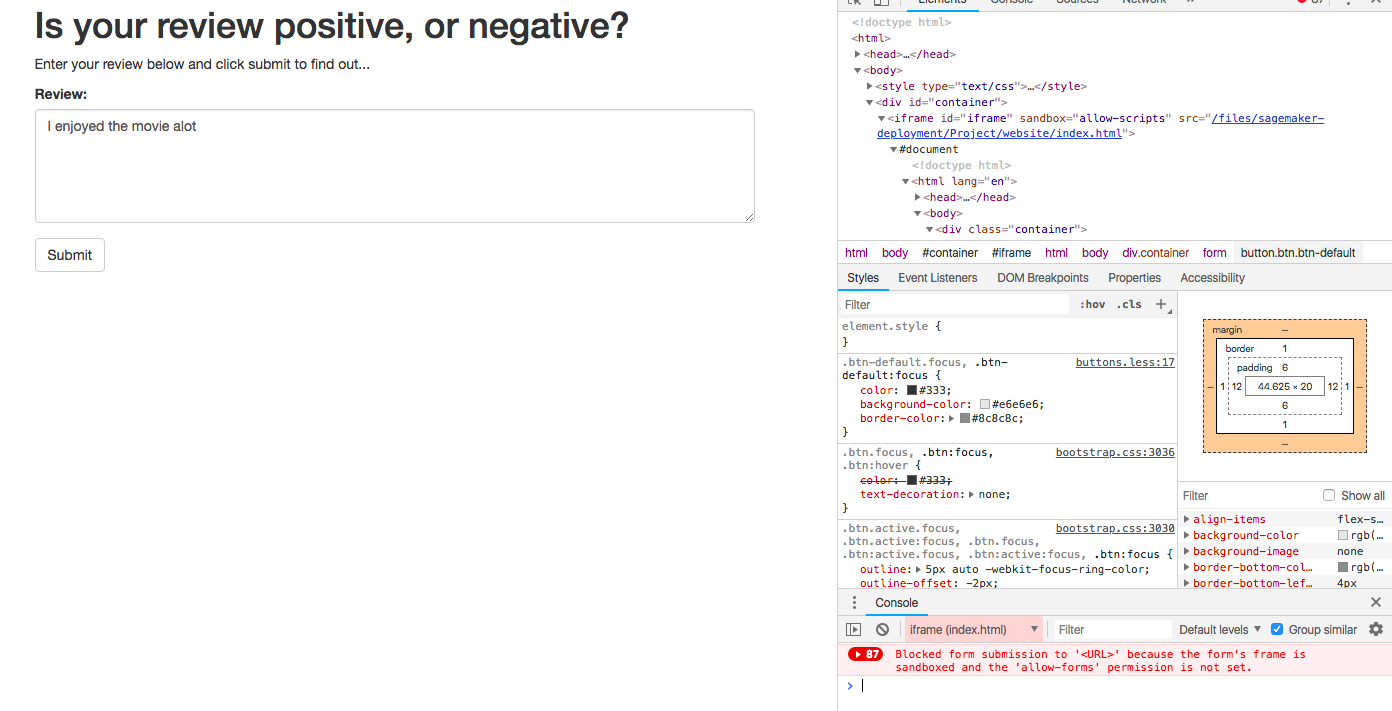 Is your review positive, or negative?
Enter your review below and click submit to find out...
Review:
I enjoyed the movie alot
Submit
Elements Console Sources Network » 87
<!doctype html>
<html>
<head>…</head>
<body>
<style type="text/css">…</style>
<div id="container">
<iframe id="iframe" sandbox="allow-scripts" src="/files/sagemaker-
deployment/Project/website/index.html">
#document
<!doctype html>
<html lang="en">
<head>…</head>
<body>
<div class="container">
html body #container #iframe html body div.container form button.btn.btn-default
Styles Event Listeners DOM Breakpoints Properties Accessibility
Filter :hov .cls +
element.style {
}
.btn-default.focus, .btn- buttons.less:17
default:focus {
color: #333;
background-color: #e6e6e6;
border-color: #8c8c8c;
}
.btn.focus, .btn:focus, bootstrap.css:3036
.btn:hover {
color: #333;
text-decoration: none;
}
.btn.active.focus, bootstrap.css:3030
.btn.active:focus, .btn.focus,
.btn:active.focus, .btn:active:focus, .btn:focus {
outline: 5px auto -webkit-focus-ring-color;
outline-offset: -2px;
margin –
border 1
padding 6
– 1 12 44.625 × 20 12 1 –
6
1
–
Filter Show all
align-items flex-s…
background-color rgb(…
background-image none
border-bottom-col… rgb(…
border-bottom-lef… 4px
Console
iframe (index.html) Filter Default levels Group similar
87 Blocked form submission to '<URL>' because the form's frame is
sandboxed and the 'allow-forms' permission is not set.